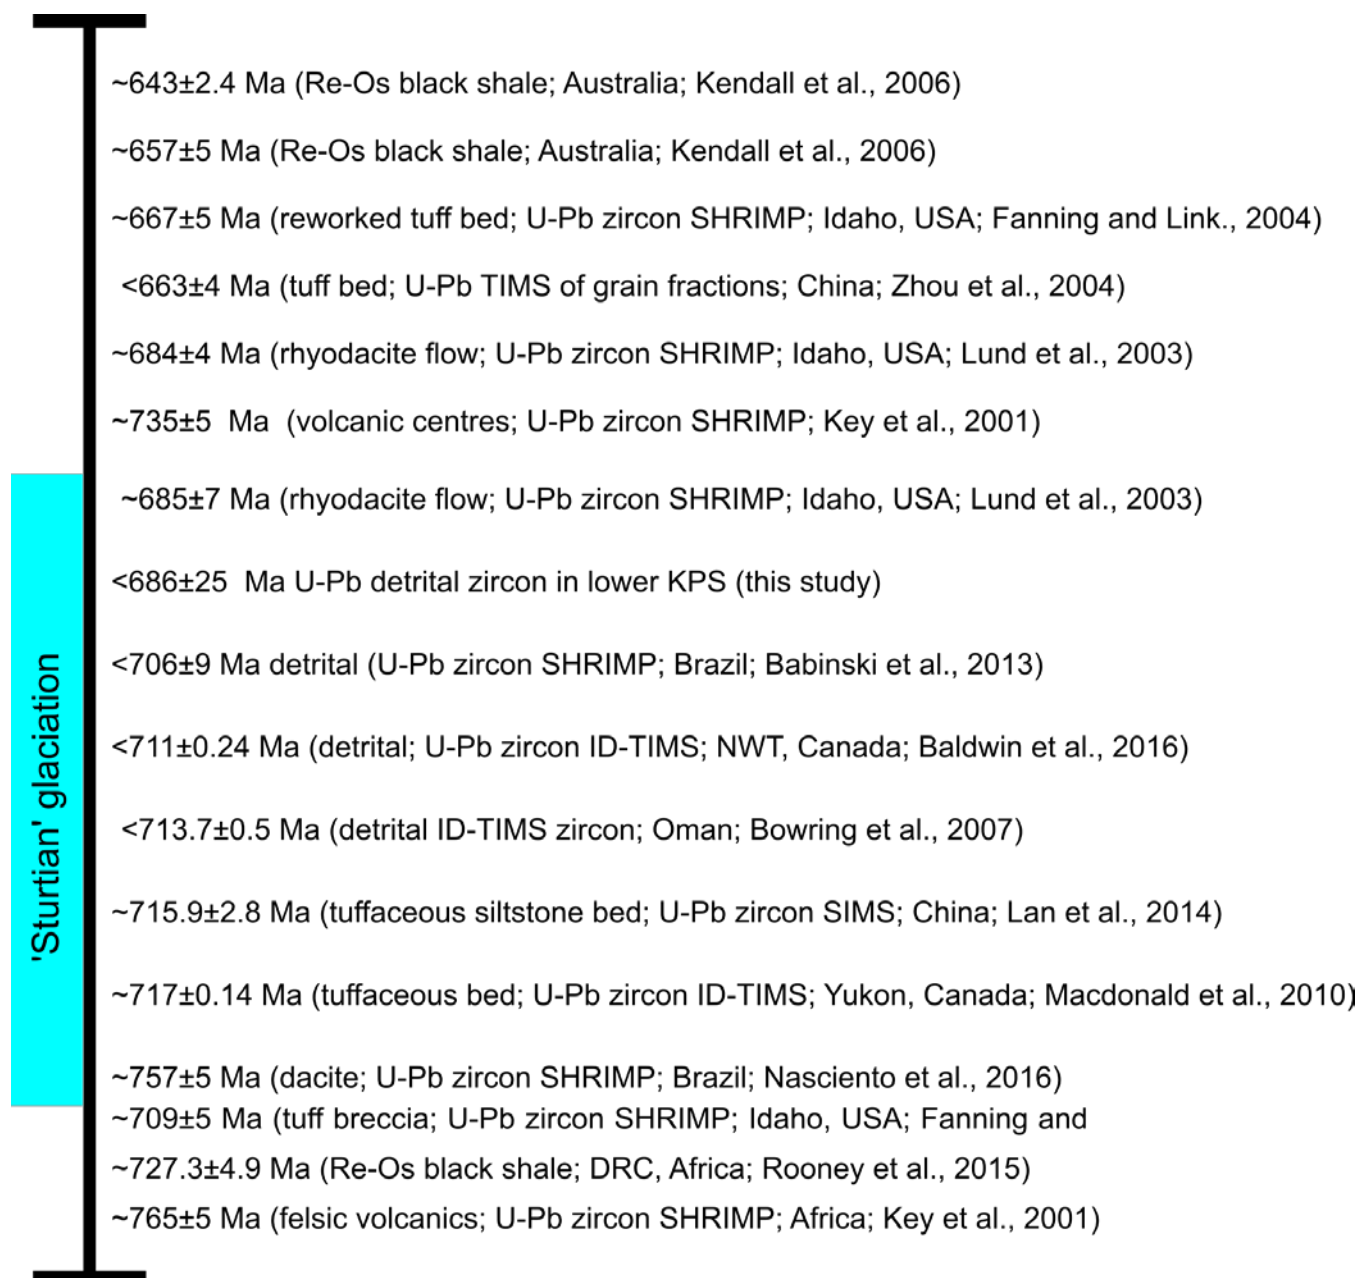 ~643±2.4 Ma (Re-Os black shale; Australia; Kendall et al., 2006)
~657±5 Ma (Re-Os black shale; Australia; Kendall et al., 2006)
~667±5 Ma (reworked tuff bed; U-Pb zircon SHRIMP; Idaho, USA; Fanning and Link., 2004)
<663±4 Ma (tuff bed; U-Pb TIMS of grain fractions; China; Zhou et al., 2004)
~684±4 Ma (rhyodacite flow; U-Pb zircon SHRIMP; Idaho, USA; Lund et al., 2003)
~735±5 Ma (volcanic centres; U-Pb zircon SHRIMP; Key et al., 2001)
~685±7 Ma (rhyodacite flow; U-Pb zircon SHRIMP; Idaho, USA; Lund et al., 2003)
<686±25 Ma U-Pb detrital zircon in lower KPS (this study)
<706±9 Ma detrital (U-Pb zircon SHRIMP; Brazil; Babinski et al., 2013)
<711±0.24 Ma (detrital; U-Pb zircon ID-TIMS; NWT, Canada; Baldwin et al., 2016)
<713.7±0.5 Ma (detrital ID-TIMS zircon; Oman; Bowring et al., 2007)
~715.9±2.8 Ma (tuffaceous siltstone bed; U-Pb zircon SIMS; China; Lan et al., 2014)
~717±0.14 Ma (tuffaceous bed; U-Pb zircon ID-TIMS; Yukon, Canada; Macdonald et al., 2010)
~757±5 Ma (dacite; U-Pb zircon SHRIMP; Brazil; Nasciento et al., 2016)
~709±5 Ma (tuff breccia; U-Pb zircon SHRIMP; Idaho, USA; Fanning and
~727.3±4.9 Ma (Re-Os black shale; DRC, Africa; Rooney et al., 2015)
~765±5 Ma (felsic volcanics; U-Pb zircon SHRIMP; Africa; Key et al., 2001)
'Sturtian' glaciation